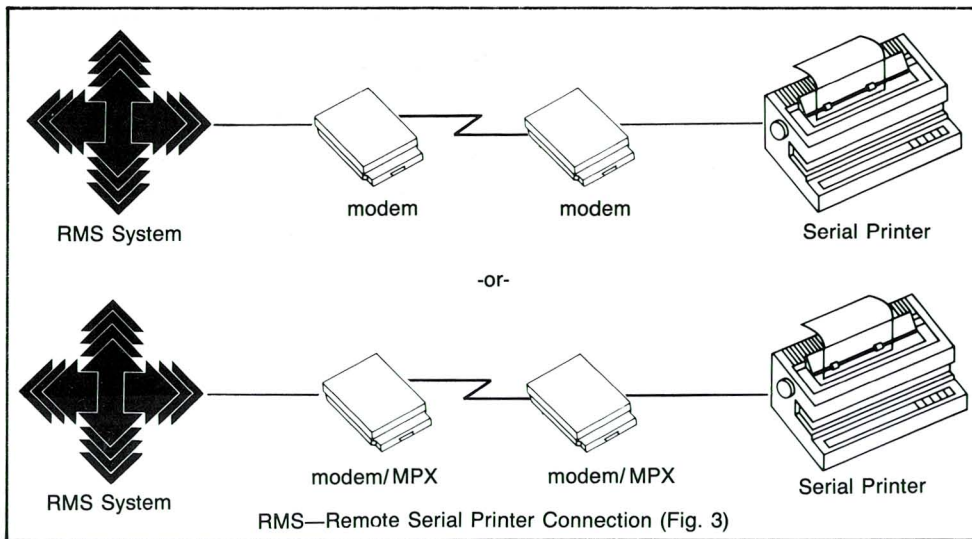 modem
modem
RMS System
Serial Printer
-or-
modem/MPX
modem/MPX
RMS System
Serial Printer
RMS—Remote Serial Printer Connection (Fig. 3)